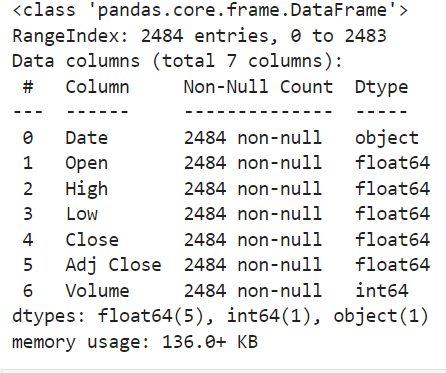 <class 'pandas.core.frame.DataFrame'>
RangeIndex: 2484 entries, 0 to 2483
Data columns (total 7 columns):
 #   Column     Non-Null Count  Dtype
---  ------     --------------  -----
 0   Date       2484 non-null   object
 1   Open       2484 non-null   float64
 2   High       2484 non-null   float64
 3   Low        2484 non-null   float64
 4   Close      2484 non-null   float64
 5   Adj Close  2484 non-null   float64
 6   Volume     2484 non-null   int64
dtypes: float64(5), int64(1), object(1)
memory usage: 136.0+ KB